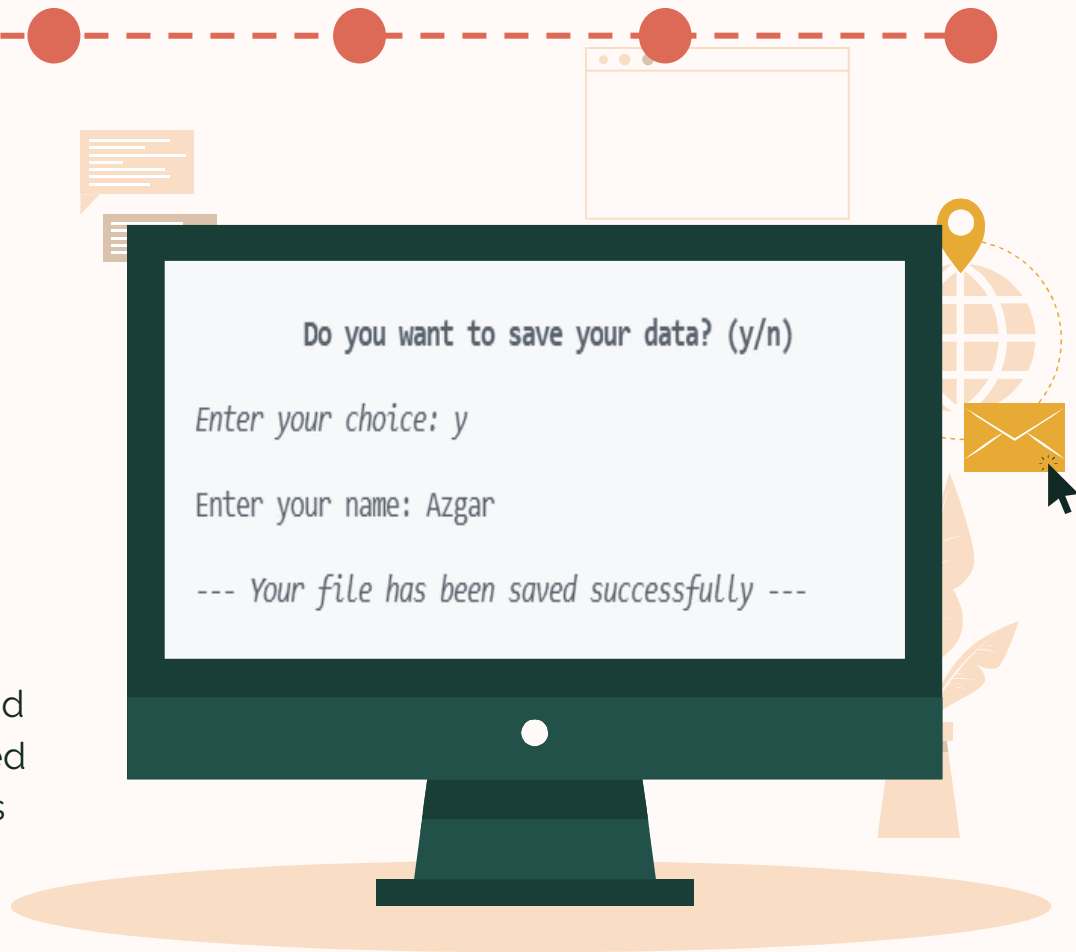 Do you want to save your data? (y/n)
Enter your choice: y
Enter your name: Azgar
--- Your file has been saved successfully ---